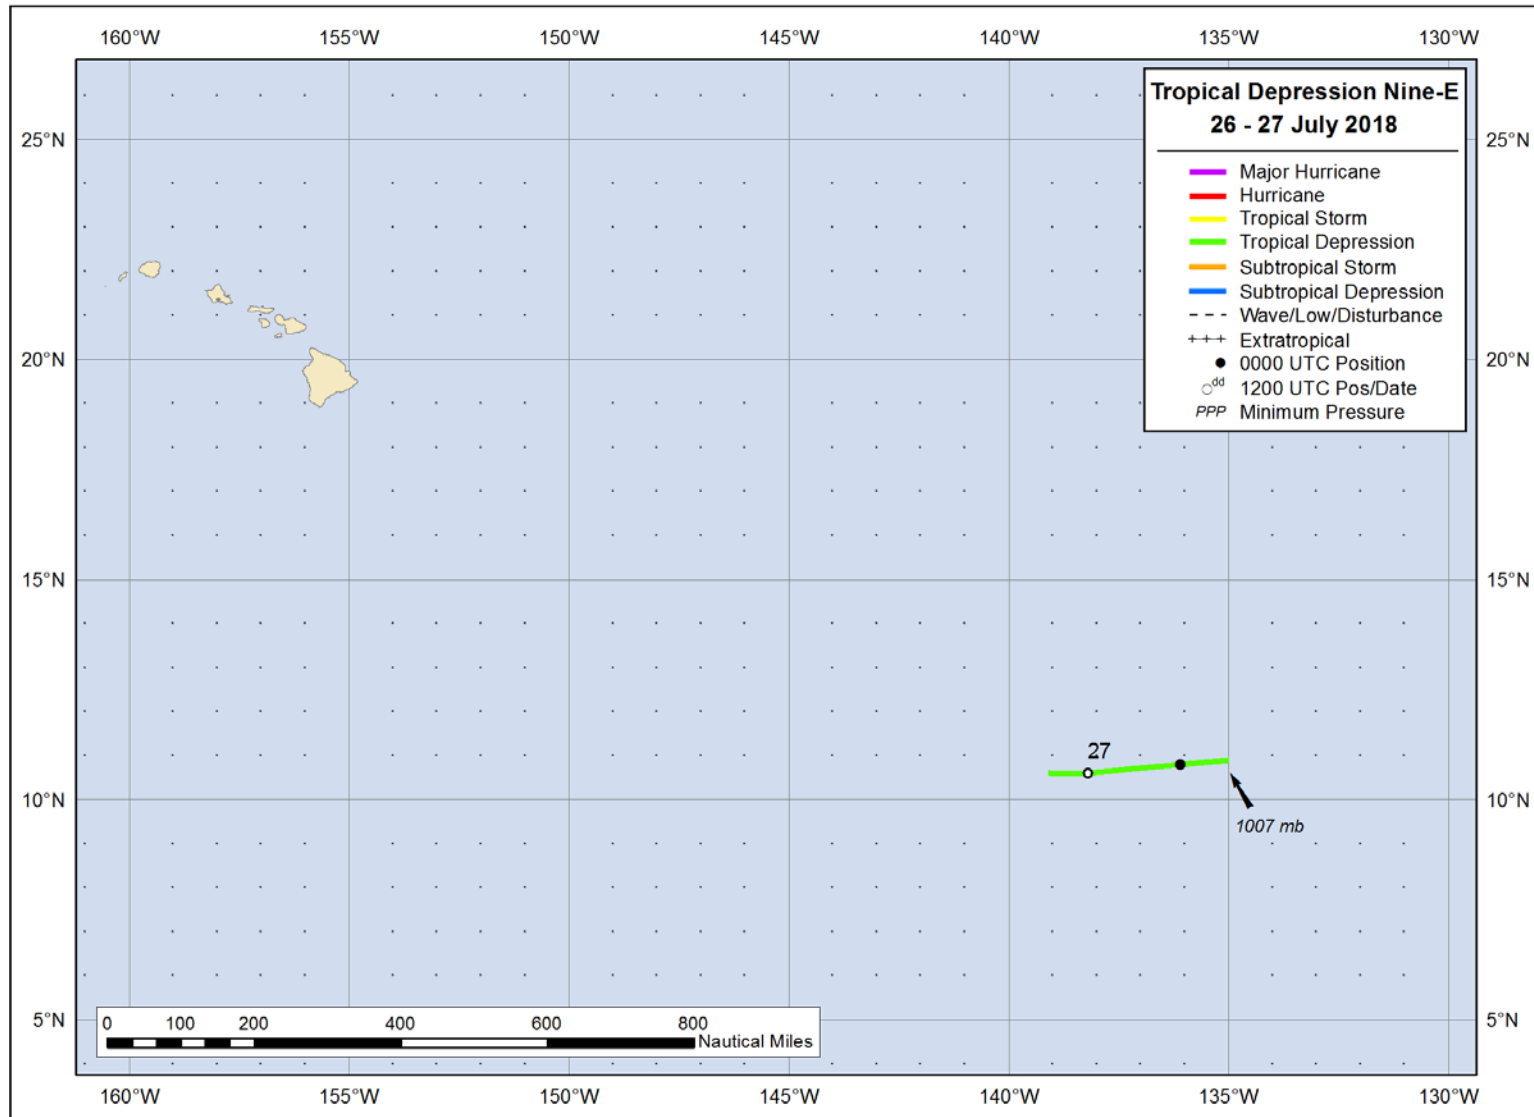 160°W 155°W 150°W 145°W 140°W 135°W 130°W
Tropical Depression Nine-E
26 - 27 July 2018
Major Hurricane
Hurricane
Tropical Storm
Tropical Depression
Subtropical Storm
Subtropical Depression
Wave/Low/Disturbance
Extratropical
0000 UTC Position
dd 1200 UTC Pos/Date
PPP Minimum Pressure
25°N 25°N
20°N 20°N
15°N 15°N
27
10°N 10°N
1007 mb
5°N 5°N
0 100 200 400 600 800
Nautical Miles
160°W 155°W 150°W 145°W 140°W 135°W 130°W